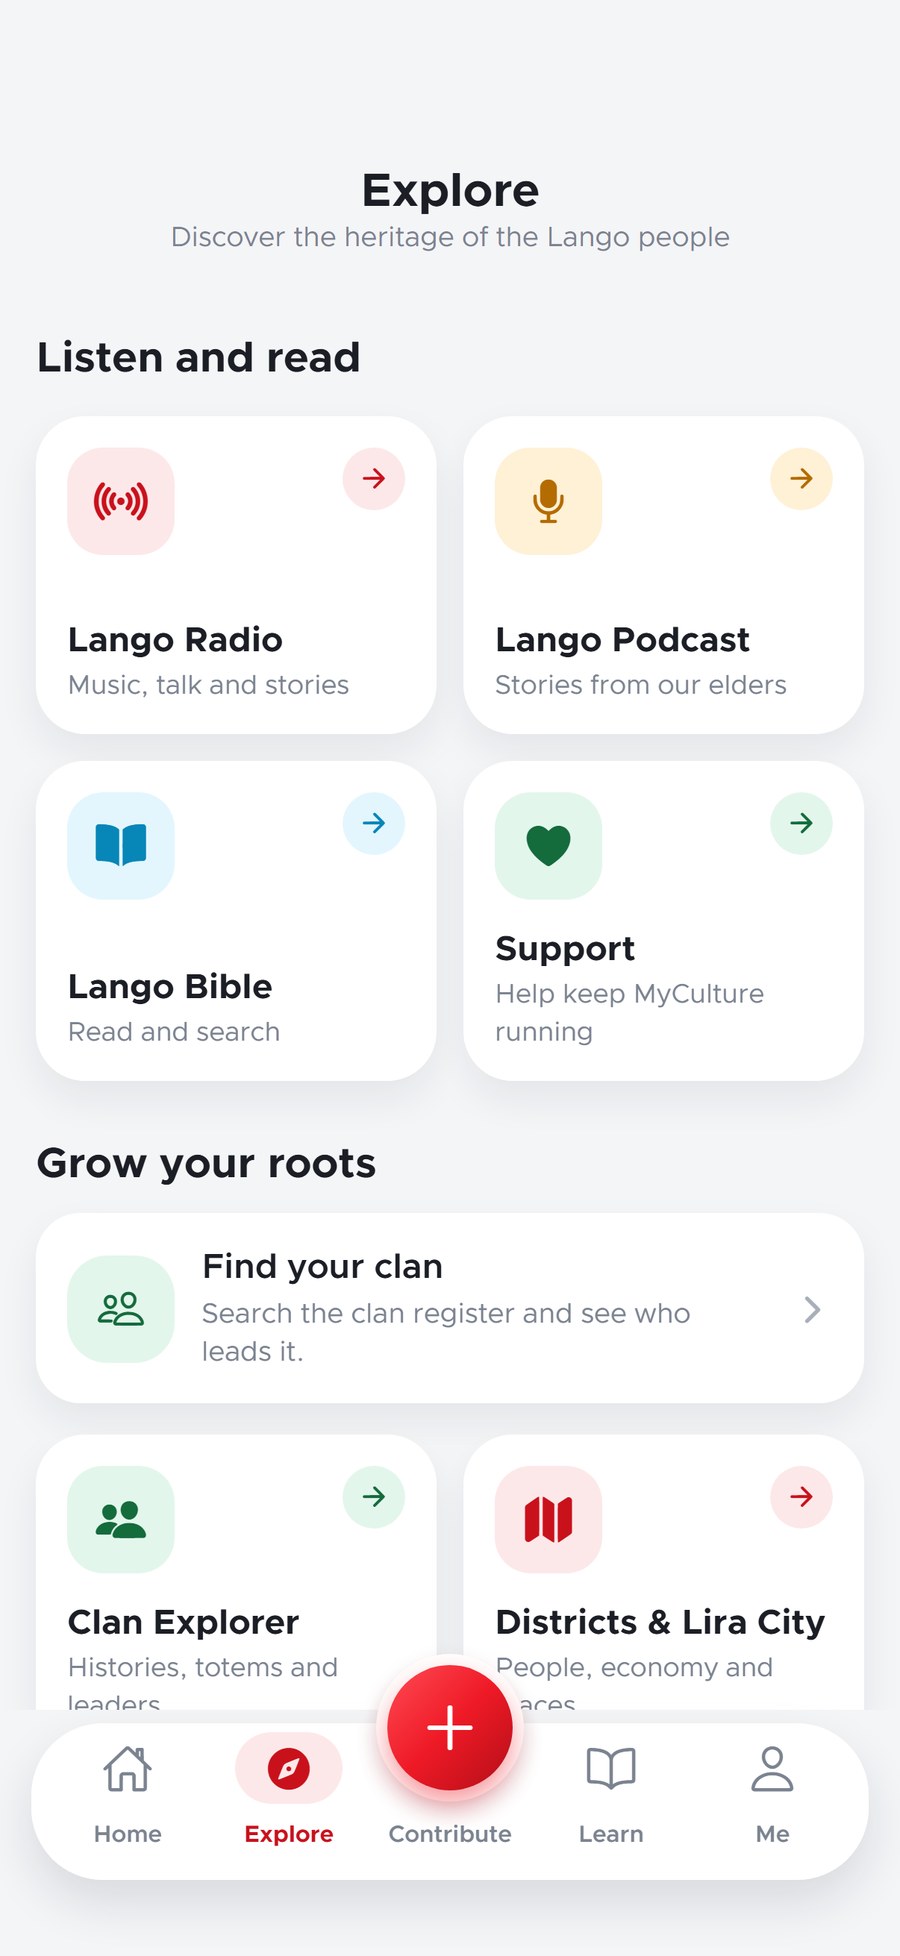 Explore
Discover the heritage of the Lango people
Listen and read
Lango Radio
Music, talk and stories
Lango Podcast
Stories from our elders
Lango Bible
Read and search
Support
Help keep MyCulture
running
Grow your roots
Find your clan
Search the clan register and see who
leads it.
Clan Explorer
Histories, totems and
leaders
Districts & Lira City
People, economy and
Home
Explore
Contribute
Learn
Me